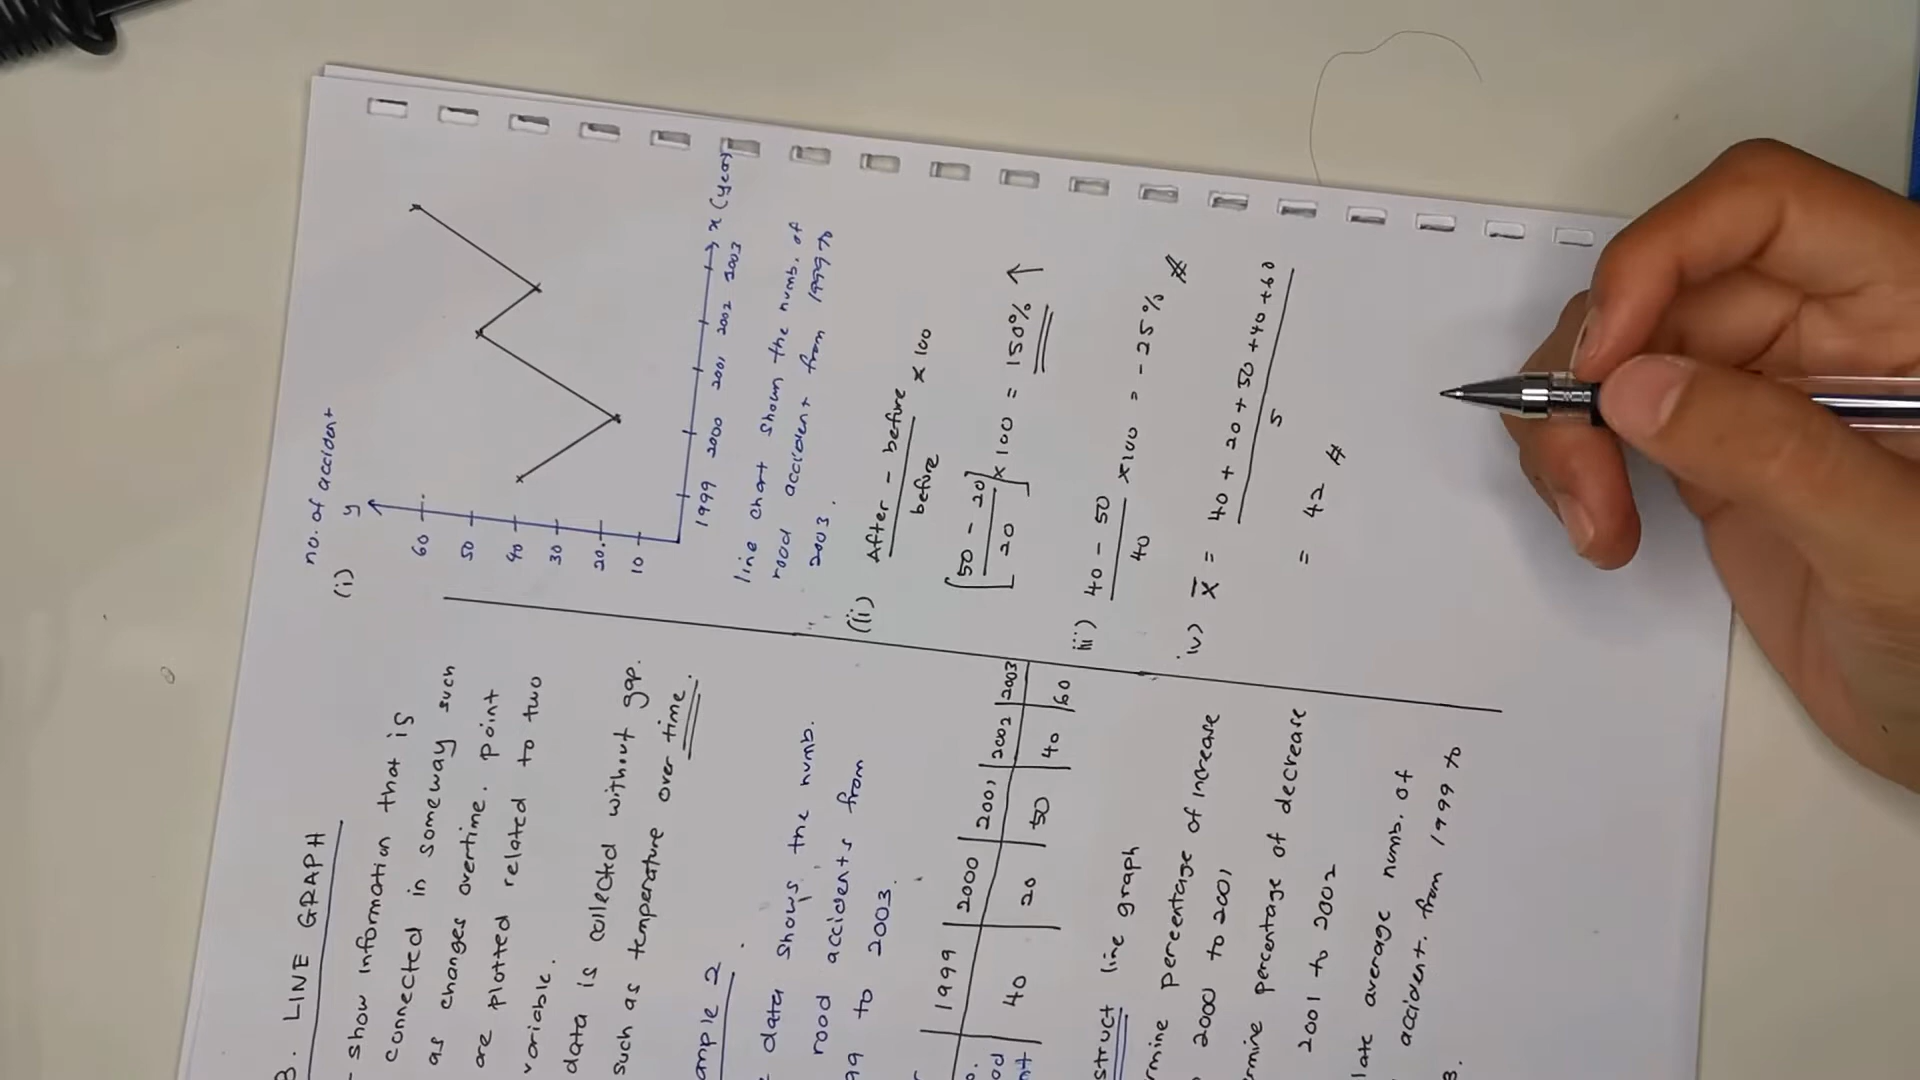 B. LINE GRAPH
- show information that is
connected in someway such
as changes overtime. point
are plotted related to two
variable.
data is collected without gap.
such as temperature over time.
ample 2
data shows the numb.
road accidents from
99 to 2003.
1999 | 2000 | 2001 | 2002 | 2003
40 | 20 | 50 | 40 | 60
struct line graph
rmine percentage of increase
2000 to 2001
rmine percentage of decrease
2001 to 2002
late average numb. of
accident. from 1999 to
3.
(i)
no. of accident
y
60
50
40
30
20
10
1999 2000 2001 2002 2003
x (year)
line chart shown the numb. of
road accident from 1999 to
2003.
(ii) After - before
before
x 100
[50 - 20
20] x 100 = 150% ↑
iii) 40 - 50
40
x 100 = - 25% #
iv) x̄ = 40 + 20 + 50 + 40 + 60
5
= 42 #